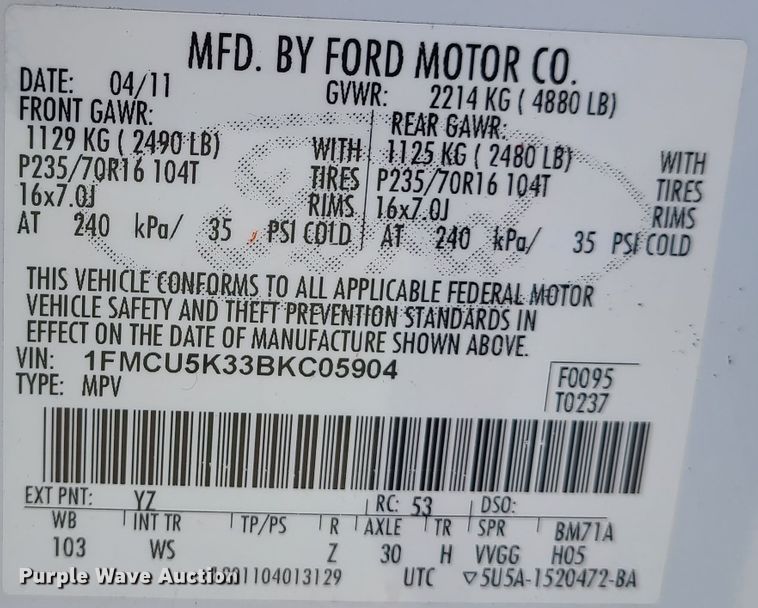 MFD. BY FORD MOTOR CO.
DATE: 04/11 GVWR: 2214 KG ( 4880 LB)
FRONT GAWR: REAR GAWR:
1129 KG ( 2490 LB) WITH 1125 KG ( 2480 LB) WITH
P235/70R16 104T TIRES P235/70R16 104T TIRES
16x7.0J RIMS 16x7.0J RIMS
AT 240 kPa/ 35 PSI COLD AT 240 kPa/ 35 PSI COLD
THIS VEHICLE CONFORMS TO ALL APPLICABLE FEDERAL MOTOR
VEHICLE SAFETY AND THEFT PREVENTION STANDARDS IN
EFFECT ON THE DATE OF MANUFACTURE SHOWN ABOVE.
VIN: 1FMCU5K33BKC05904
TYPE: MPV
F0095
T0237
EXT PNT: YZ RC: 53 DSO:
WB INT TR TP/PS R AXLE TR SPR BM71A
103 WS Z 30 H VVGG H05
UTC ▽5U5A-1520472-BA
Purple Wave Auction